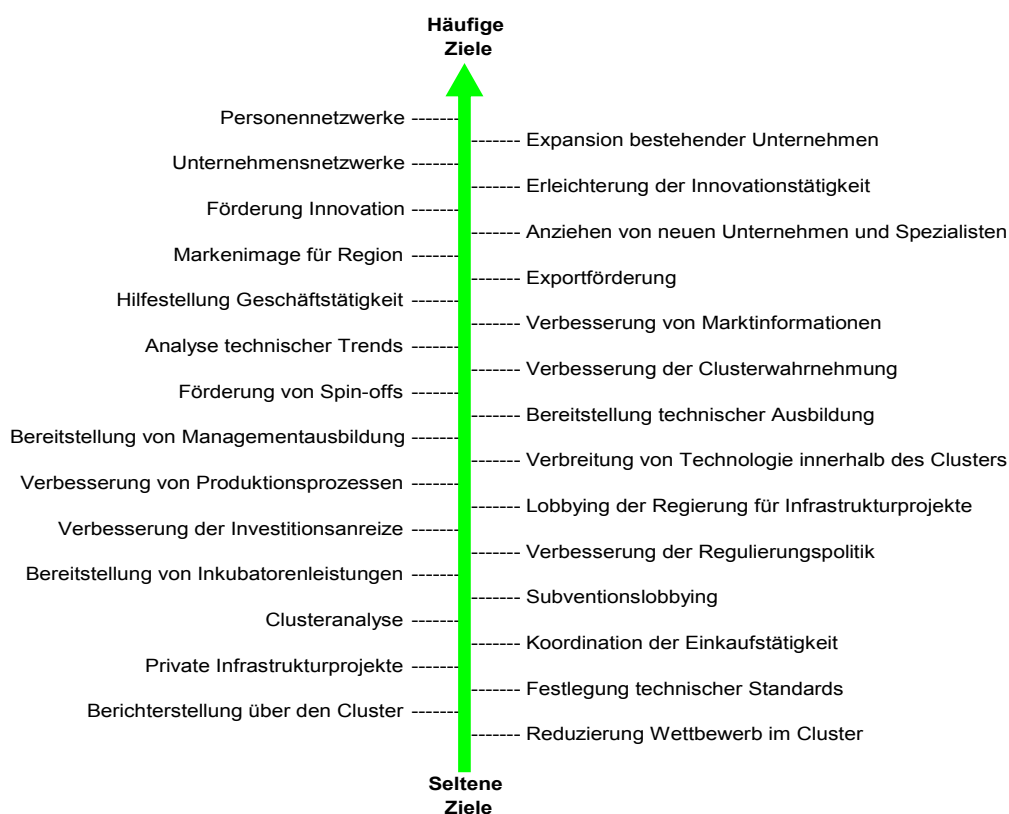 Häufige
Ziele
Personennetzwerke -------
------- Expansion bestehender Unternehmen
Unternehmensnetzwerke -------
------- Erleichterung der Innovationstätigkeit
Förderung Innovation -------
------- Anziehen von neuen Unternehmen und Spezialisten
Markenimage für Region -------
------- Exportförderung
Hilfestellung Geschäftstätigkeit -------
------- Verbesserung von Marktinformationen
Analyse technischer Trends -------
------- Verbesserung der Clusterwahrnehmung
Förderung von Spin-offs -------
------- Bereitstellung technischer Ausbildung
Bereitstellung von Managementausbildung -------
------- Verbreitung von Technologie innerhalb des Clusters
Verbesserung von Produktionsprozessen -------
------- Lobbying der Regierung für Infrastrukturprojekte
Verbesserung der Investitionsanreize -------
------- Verbesserung der Regulierungspolitik
Bereitstellung von Inkubatorenleistungen -------
------- Subventionslobbying
Clusteranalyse -------
------- Koordination der Einkaufstätigkeit
Private Infrastrukturprojekte -------
------- Festlegung technischer Standards
Berichterstellung über den Cluster -------
------- Reduzierung Wettbewerb im Cluster
Seltene
Ziele